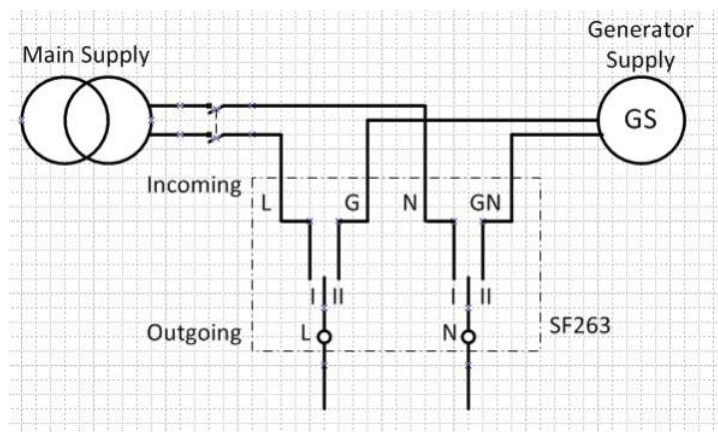 Generator
Supply
Main Supply
GS
Incoming
L
G
N
GN
I
II
I
II
Outgoing
L
N
SF263